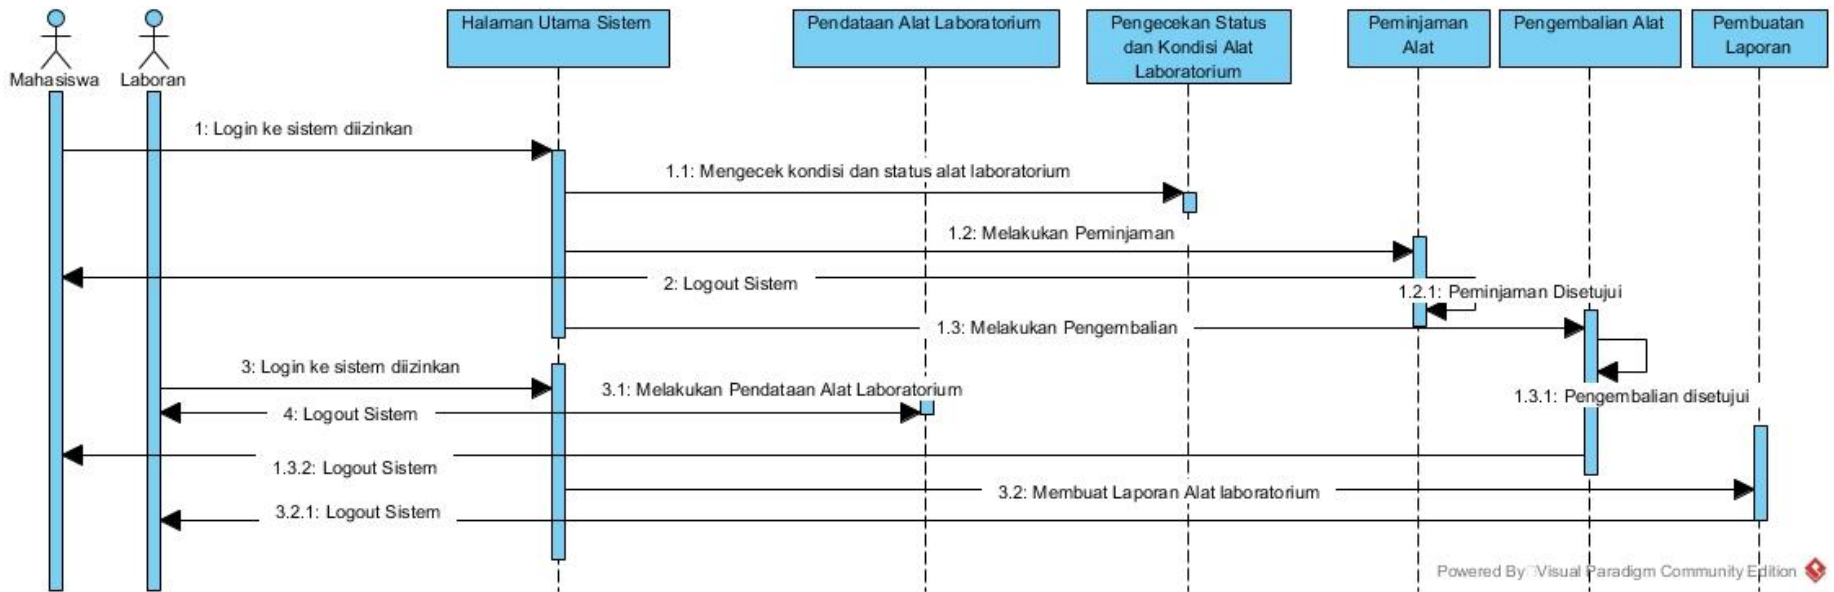 Mahasiswa
Laboran
Halaman Utama Sistem
Pendataan Alat Laboratorium
Pengecekan Status
dan Kondisi Alat
Laboratorium
Peminjaman
Alat
Pengembalian Alat
Pembuatan
Laporan
1: Login ke sistem diizinkan
1.1: Mengecek kondisi dan status alat laboratorium
1.2: Melakukan Peminjaman
2: Logout Sistem
1.2.1: Peminjaman Disetujui
1.3: Melakukan Pengembalian
3: Login ke sistem diizinkan
3.1: Melakukan Pendataan Alat Laboratorium
1.3.1: Pengembalian disetujui
4: Logout Sistem
1.3.2: Logout Sistem
3.2: Membuat Laporan Alat laboratorium
3.2.1: Logout Sistem
Powered By Visual Paradigm Community Edition